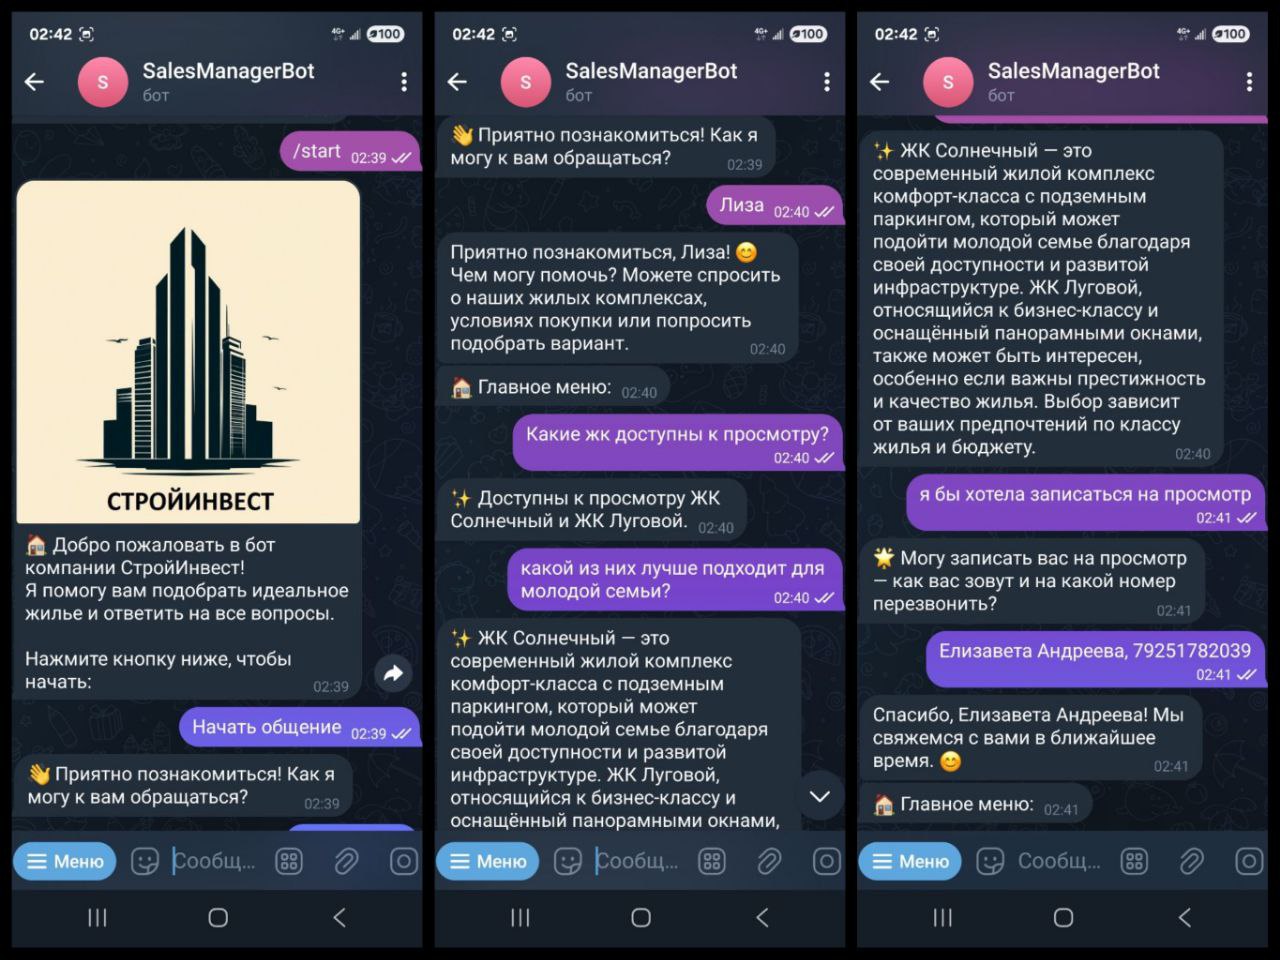 02:42
4G+
100
SalesManagerBot
S
бот
/start 02:39
СТРОЙИНВЕСТ
🏠 Добро пожаловать в бот
компании СтройИнвест!
Я помогу вам подобрать идеальное
жилье и ответить на все вопросы.
Нажмите кнопку ниже, чтобы
начать:
02:39
Начать общение 02:39
👋 Приятно познакомиться! Как я
могу к вам обращаться?
02:39
Меню
Сообщ...
02:42
4G+
100
SalesManagerBot
S
бот
👋 Приятно познакомиться! Как я
могу к вам обращаться?
02:39
Лиза 02:40
Приятно познакомиться, Лиза! 😊
Чем могу помочь? Можете спросить
о наших жилых комплексах,
условиях покупки или попросить
подобрать вариант.
02:40
🏠 Главное меню: 02:40
Какие жк доступны к просмотру?
02:40
✨ Доступны к просмотру ЖК
Солнечный и ЖК Луговой. 02:40
какой из них лучше подходит для
молодой семьи?
02:40
✨ ЖК Солнечный — это
современный жилой комплекс
комфорт-класса с подземным
паркингом, который может
подойти молодой семье благодаря
своей доступности и развитой
инфраструктуре. ЖК Луговой,
относящийся к бизнес-классу и
оснащённый панорамными окнами,
Меню
Сообщ...
02:42
4G+
100
SalesManagerBot
S
бот
✨ ЖК Солнечный — это
современный жилой комплекс
комфорт-класса с подземным
паркингом, который может
подойти молодой семье благодаря
своей доступности и развитой
инфраструктуре. ЖК Луговой,
относящийся к бизнес-классу и
оснащённый панорамными окнами,
также может быть интересен,
особенно если важны престижность
и качество жилья. Выбор зависит
от ваших предпочтений по классу
жилья и бюджету.
02:40
я бы хотела записаться на просмотр
02:41
🌟 Могу записать вас на просмотр
— как вас зовут и на какой номер
перезвонить?
02:41
Елизавета Андреева, 79251782039
02:41
Спасибо, Елизавета Андреева! Мы
свяжемся с вами в ближайшее
время. 😊
02:41
🏠 Главное меню: 02:41
Меню
Сообщ...